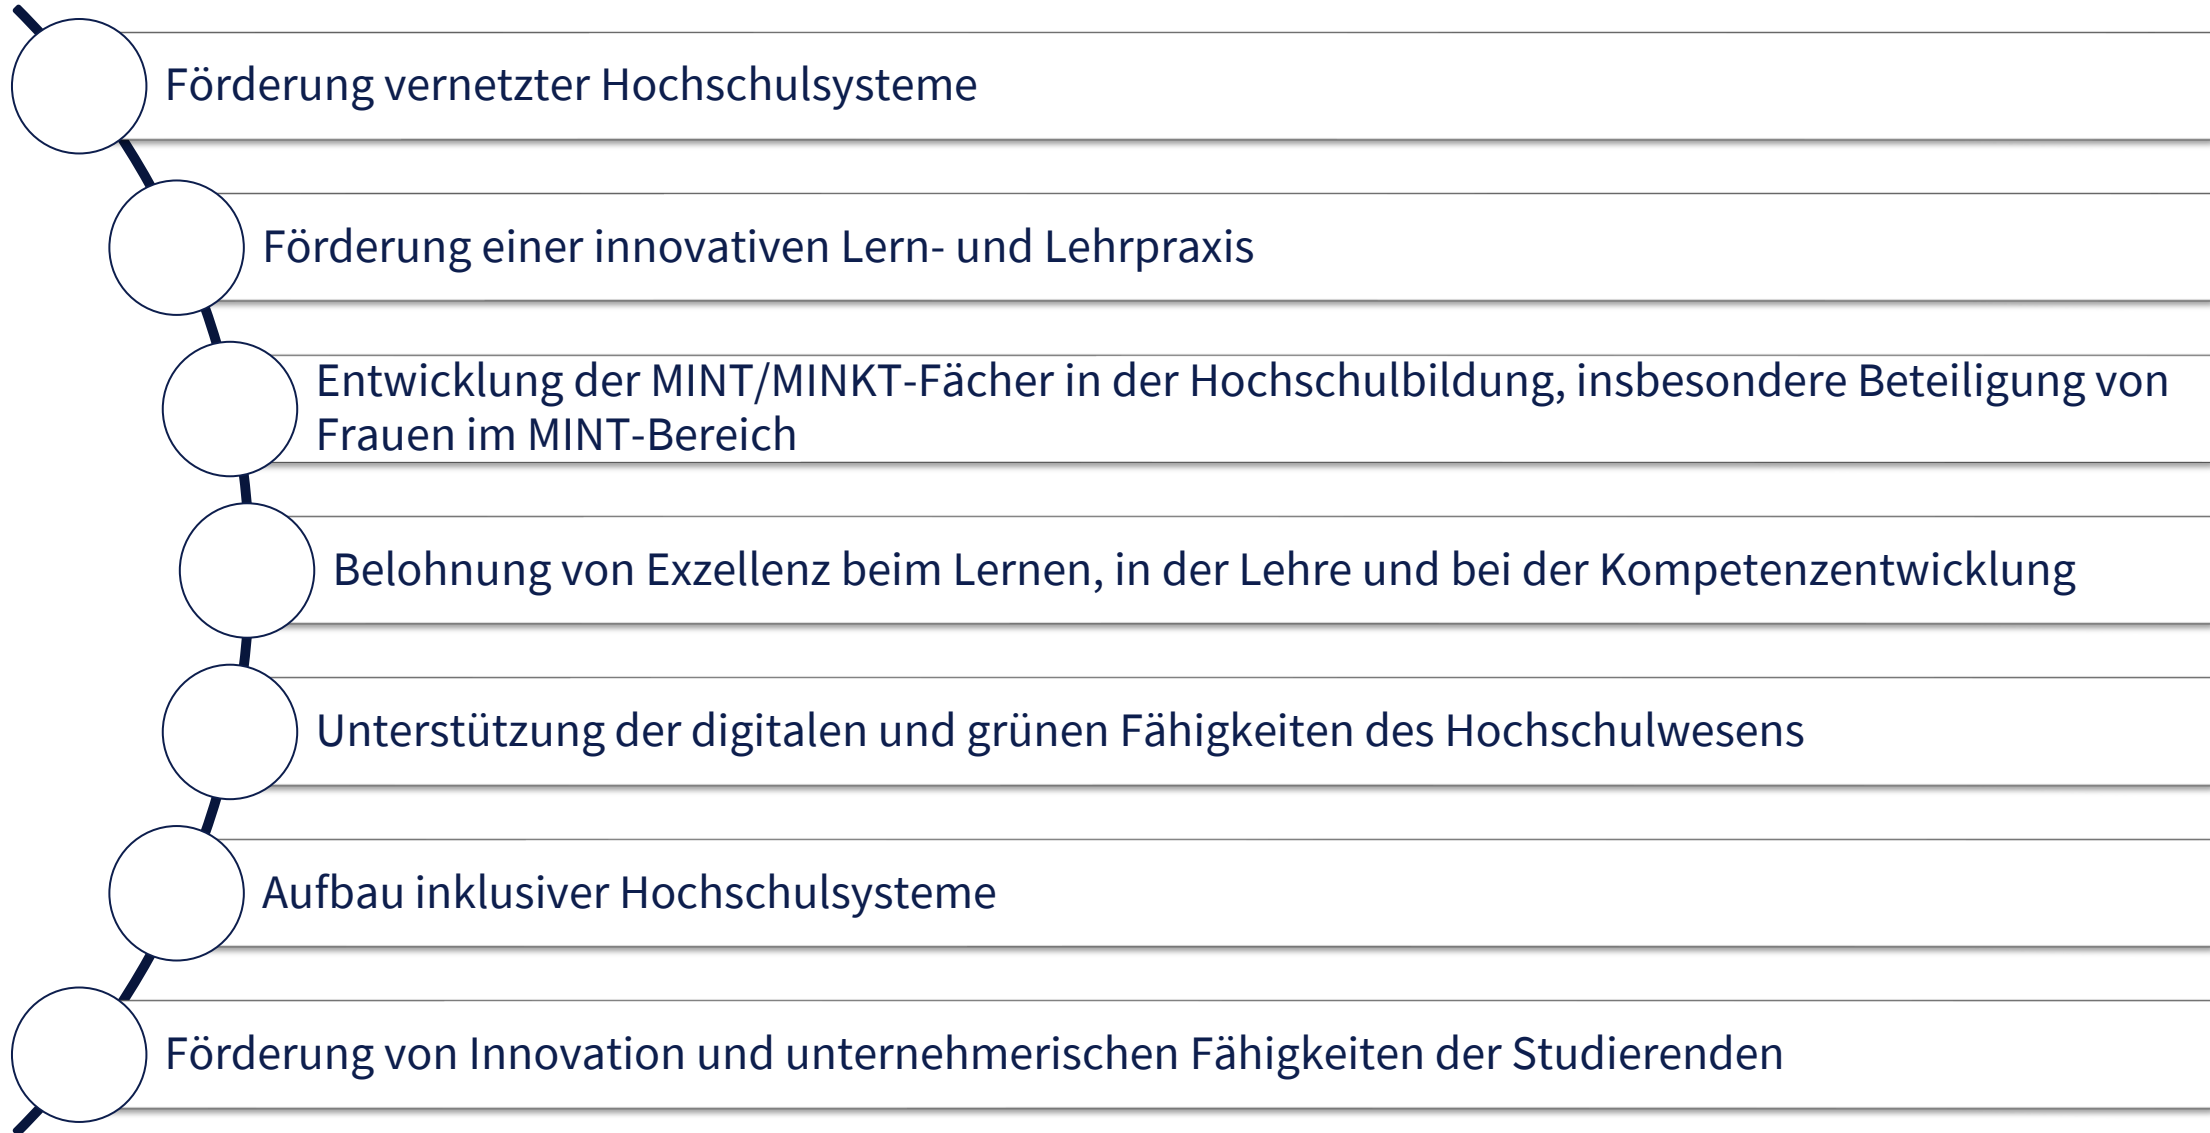 Förderung vernetzter Hochschulsysteme
Förderung einer innovativen Lern- und Lehrpraxis
Entwicklung der MINT/MINKT-Fächer in der Hochschulbildung, insbesondere Beteiligung von
Frauen im MINT-Bereich
Belohnung von Exzellenz beim Lernen, in der Lehre und bei der Kompetenzentwicklung
Unterstützung der digitalen und grünen Fähigkeiten des Hochschulwesens
Aufbau inklusiver Hochschulsysteme
Förderung von Innovation und unternehmerischen Fähigkeiten der Studierenden